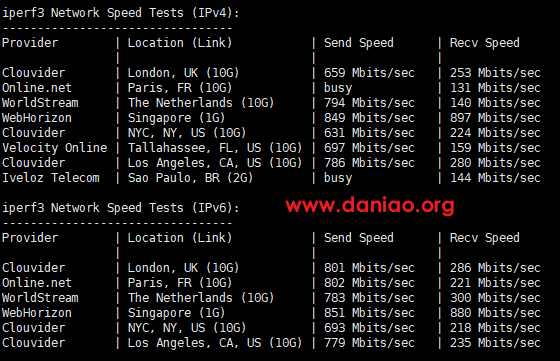 iperf3 Network Speed Tests (IPv4):
---------------------------------
Provider | Location (Link) | Send Speed | Recv Speed
| | |
Clouvider | London, UK (10G) | 659 Mbits/sec | 253 Mbits/sec
Online.net | Paris, FR (10G) | busy | 131 Mbits/sec
WorldStream | The Netherlands (10G) | 794 Mbits/sec | 140 Mbits/sec
WebHorizon | Singapore (1G) | 849 Mbits/sec | 897 Mbits/sec
Clouvider | NYC, NY, US (10G) | 631 Mbits/sec | 224 Mbits/sec
Velocity Online | Tallahassee, FL, US (10G) | 697 Mbits/sec | 159 Mbits/sec
Clouvider | Los Angeles, CA, US (10G) | 786 Mbits/sec | 280 Mbits/sec
Iveloz Telecom | Sao Paulo, BR (2G) | busy | 144 Mbits/sec
iperf3 Network Speed Tests (IPv6):
www.daniao.org
---------------------------------
Provider | Location (Link) | Send Speed | Recv Speed
| | |
Clouvider | London, UK (10G) | 801 Mbits/sec | 286 Mbits/sec
Online.net | Paris, FR (10G) | 802 Mbits/sec | 221 Mbits/sec
WorldStream | The Netherlands (10G) | 783 Mbits/sec | 300 Mbits/sec
WebHorizon | Singapore (1G) | 851 Mbits/sec | 880 Mbits/sec
Clouvider | NYC, NY, US (10G) | 693 Mbits/sec | 218 Mbits/sec
Clouvider | Los Angeles, CA, US (10G) | 779 Mbits/sec | 235 Mbits/sec